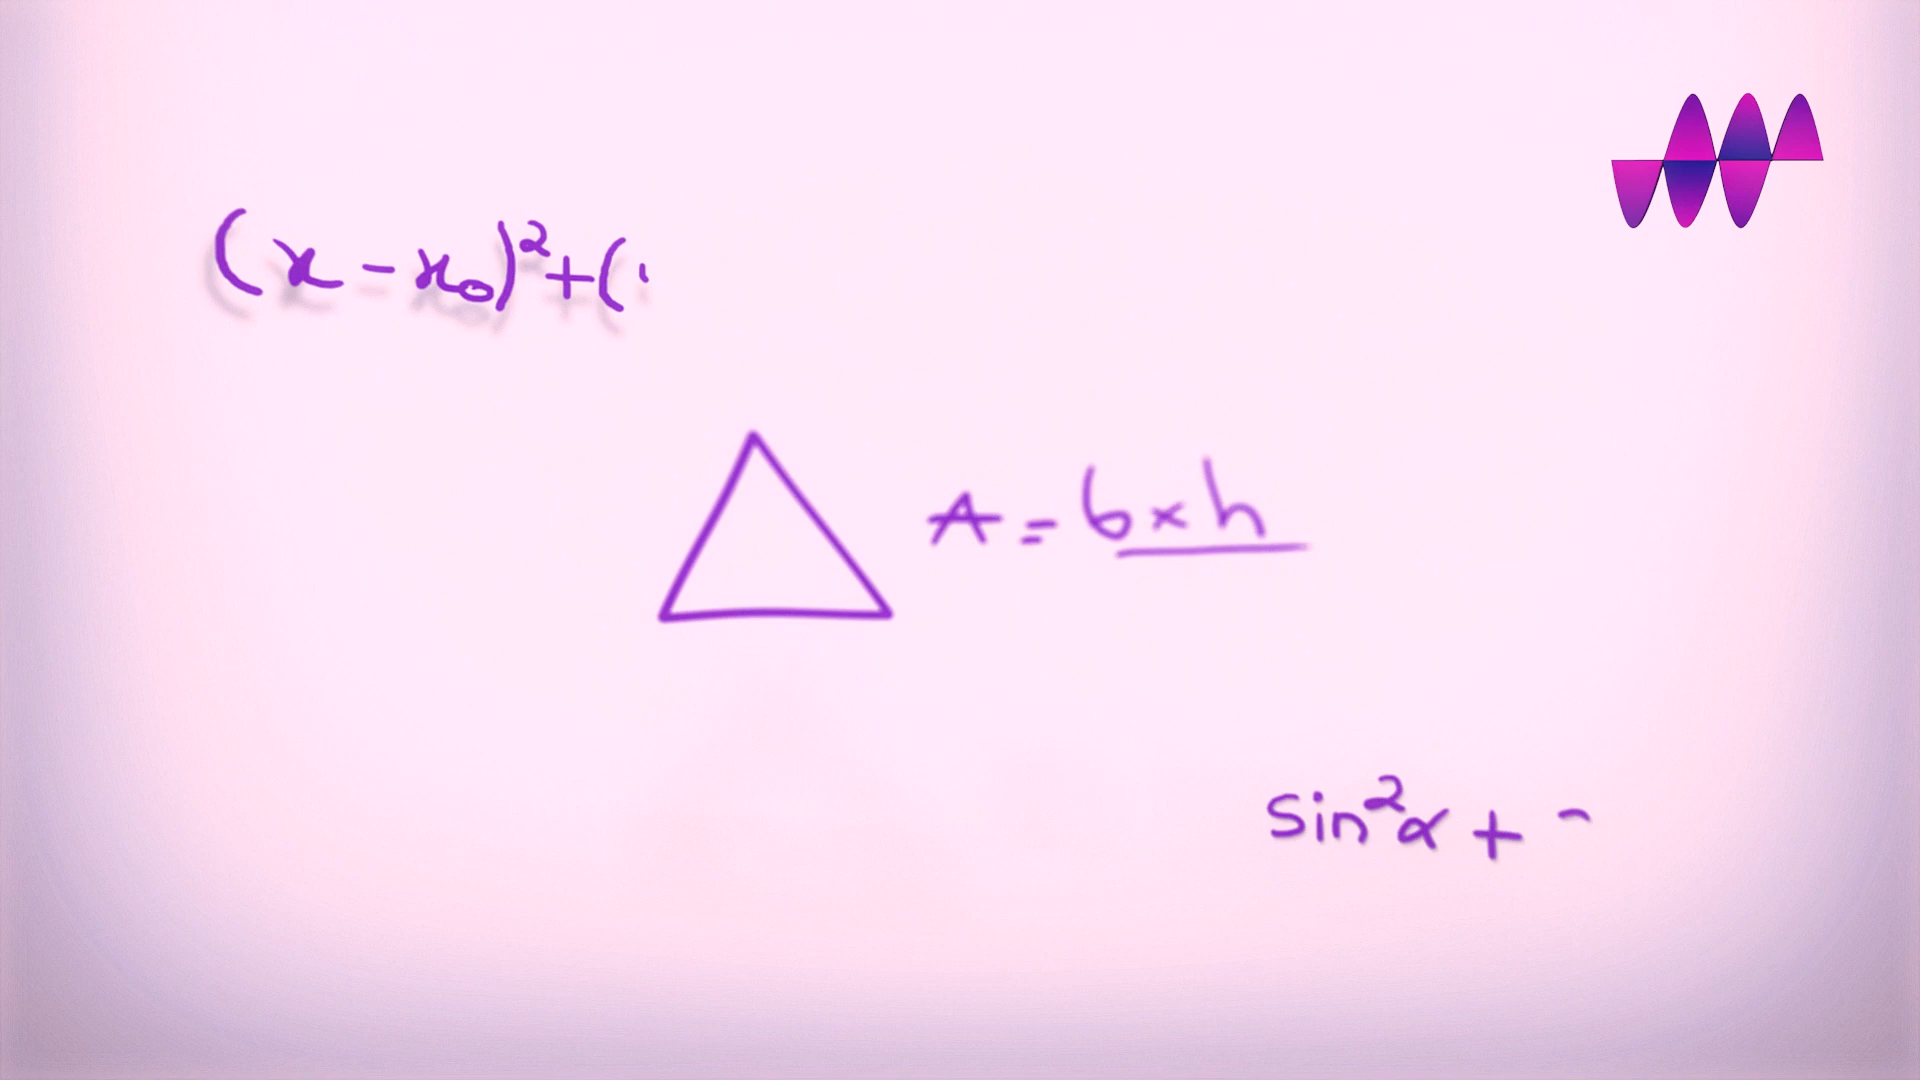 (x - x₀)² + (
A = b × h
sin²α +